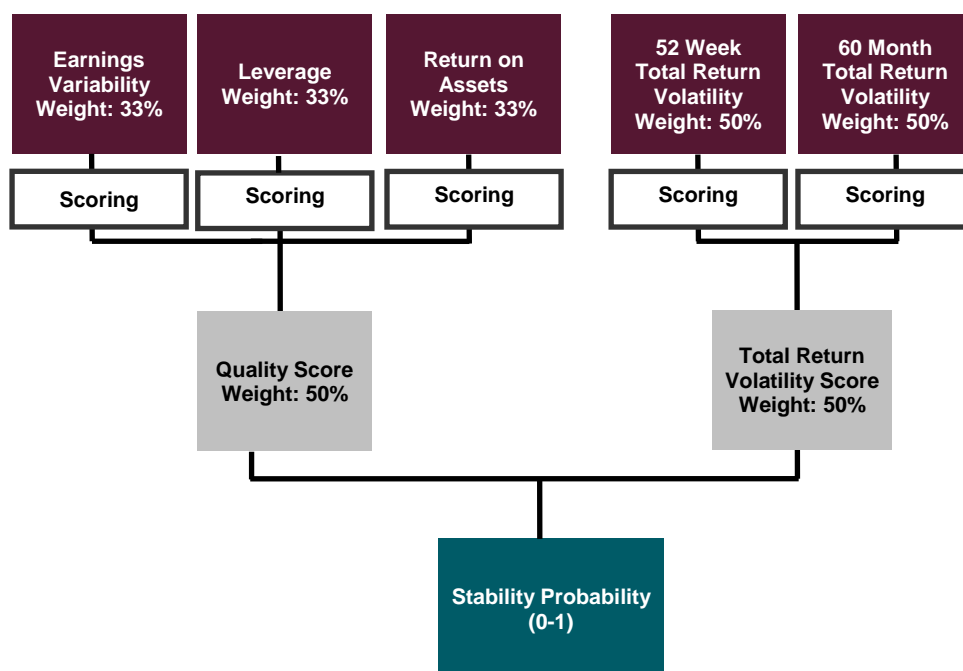 Earnings
Variability
Weight: 33%
Leverage
Weight: 33%
Return on
Assets
Weight: 33%
52 Week
Total Return
Volatility
Weight: 50%
60 Month
Total Return
Volatility
Weight: 50%
Scoring
Scoring
Scoring
Scoring
Scoring
Quality Score
Weight: 50%
Total Return
Volatility Score
Weight: 50%
Stability Probability
(0-1)